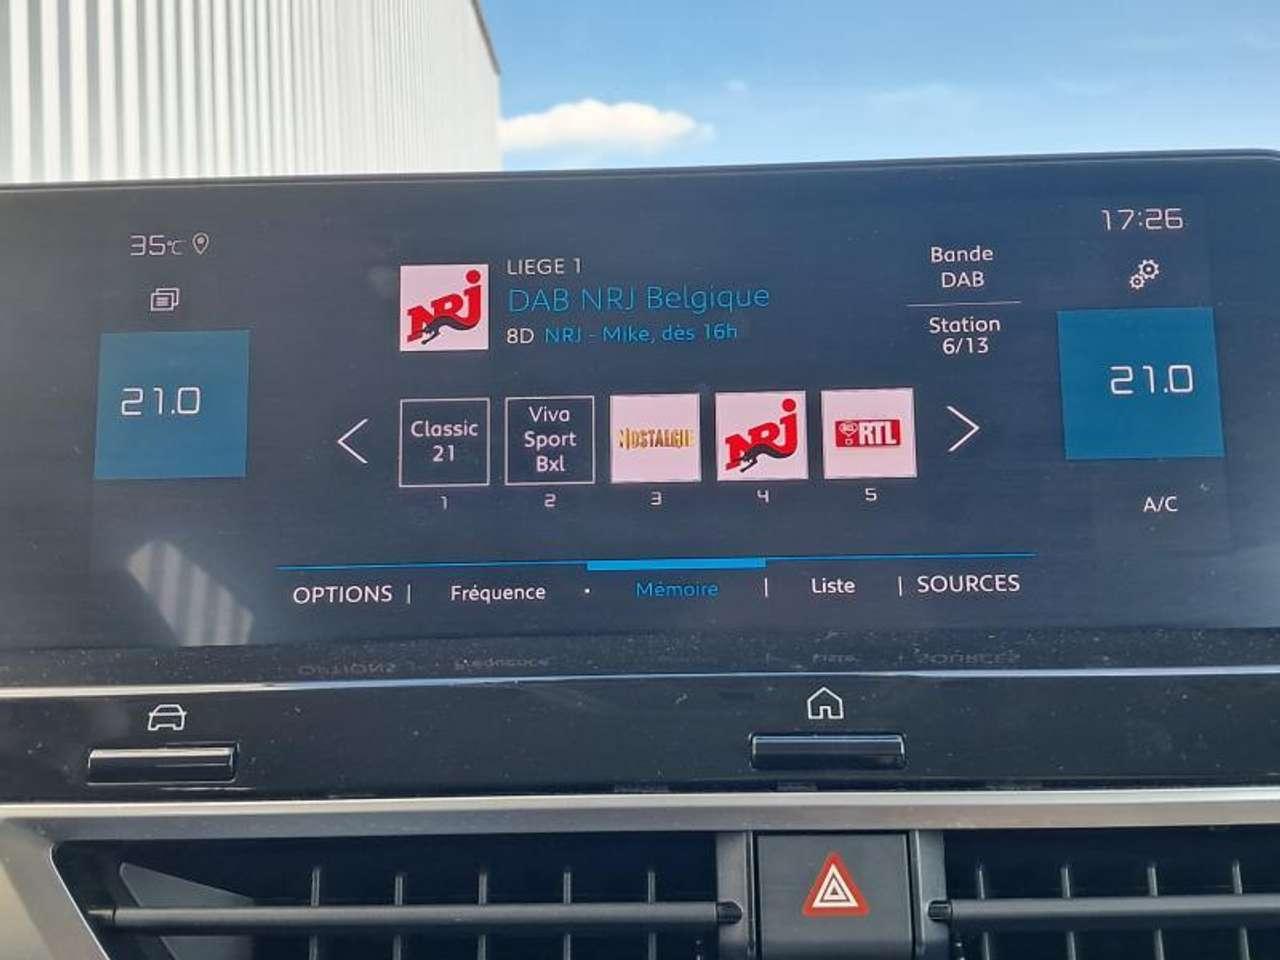 35°C
17:26
21.0
NRJ
LIEGE 1
DAB NRJ Belgique
8D NRJ - Mike, dès 16h
Bande
DAB
Station
6/13
21.0
Classic
21
Viva
Sport
Bxl
NOSTALGIE
NRJ
RTL
1
2
3
4
5
A/C
OPTIONS | Fréquence · Mémoire | Liste | SOURCES